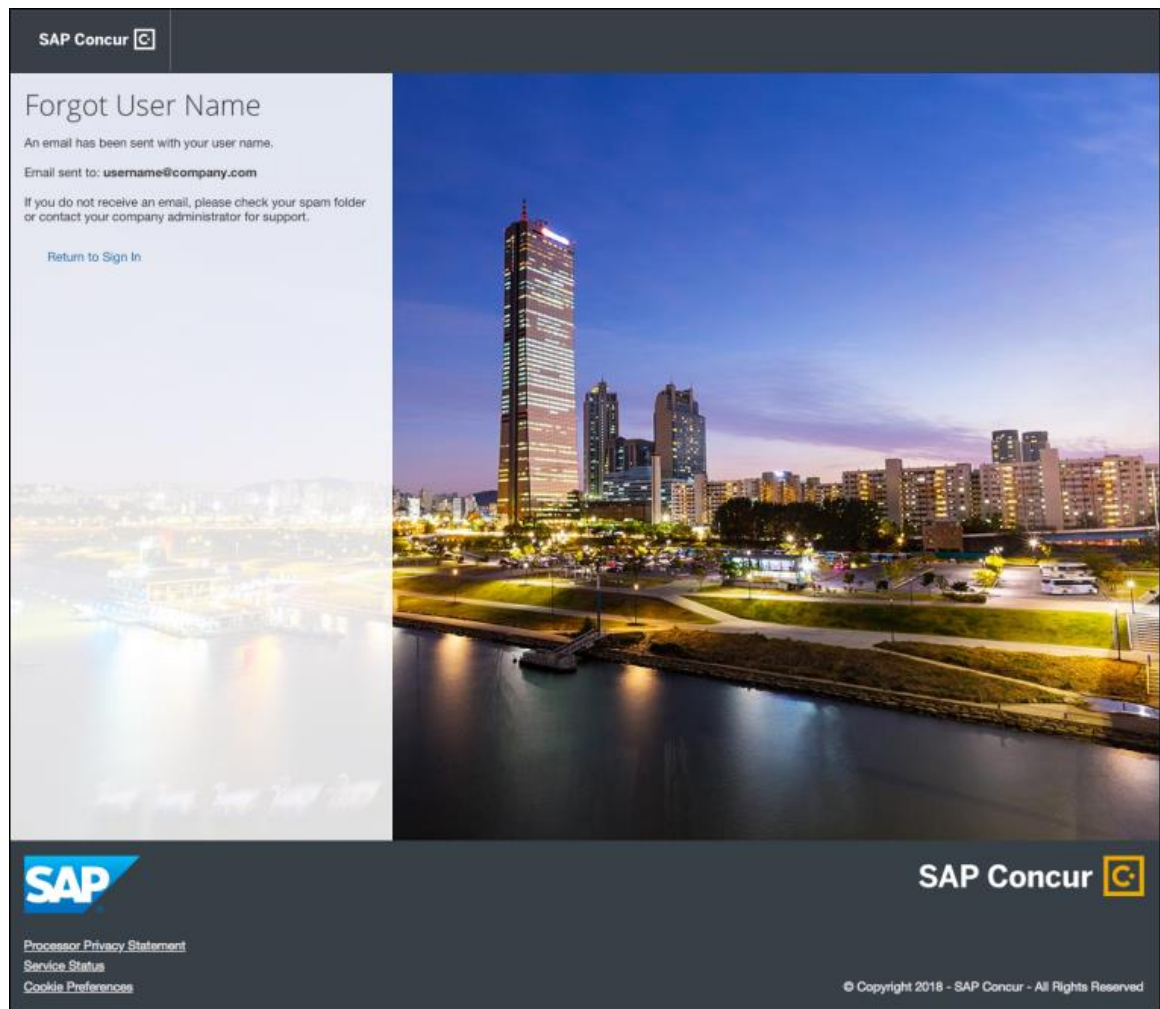 SAP Concur
Forgot User Name
An email has been sent with your user name.
Email sent to: username@company.com
If you do not receive an email, please check your spam folder
or contact your company administrator for support.
Return to Sign In
SAP
SAP Concur
Processor Privacy Statement
Service Status
Cookie Preferences
© Copyright 2018 - SAP Concur - All Rights Reserved